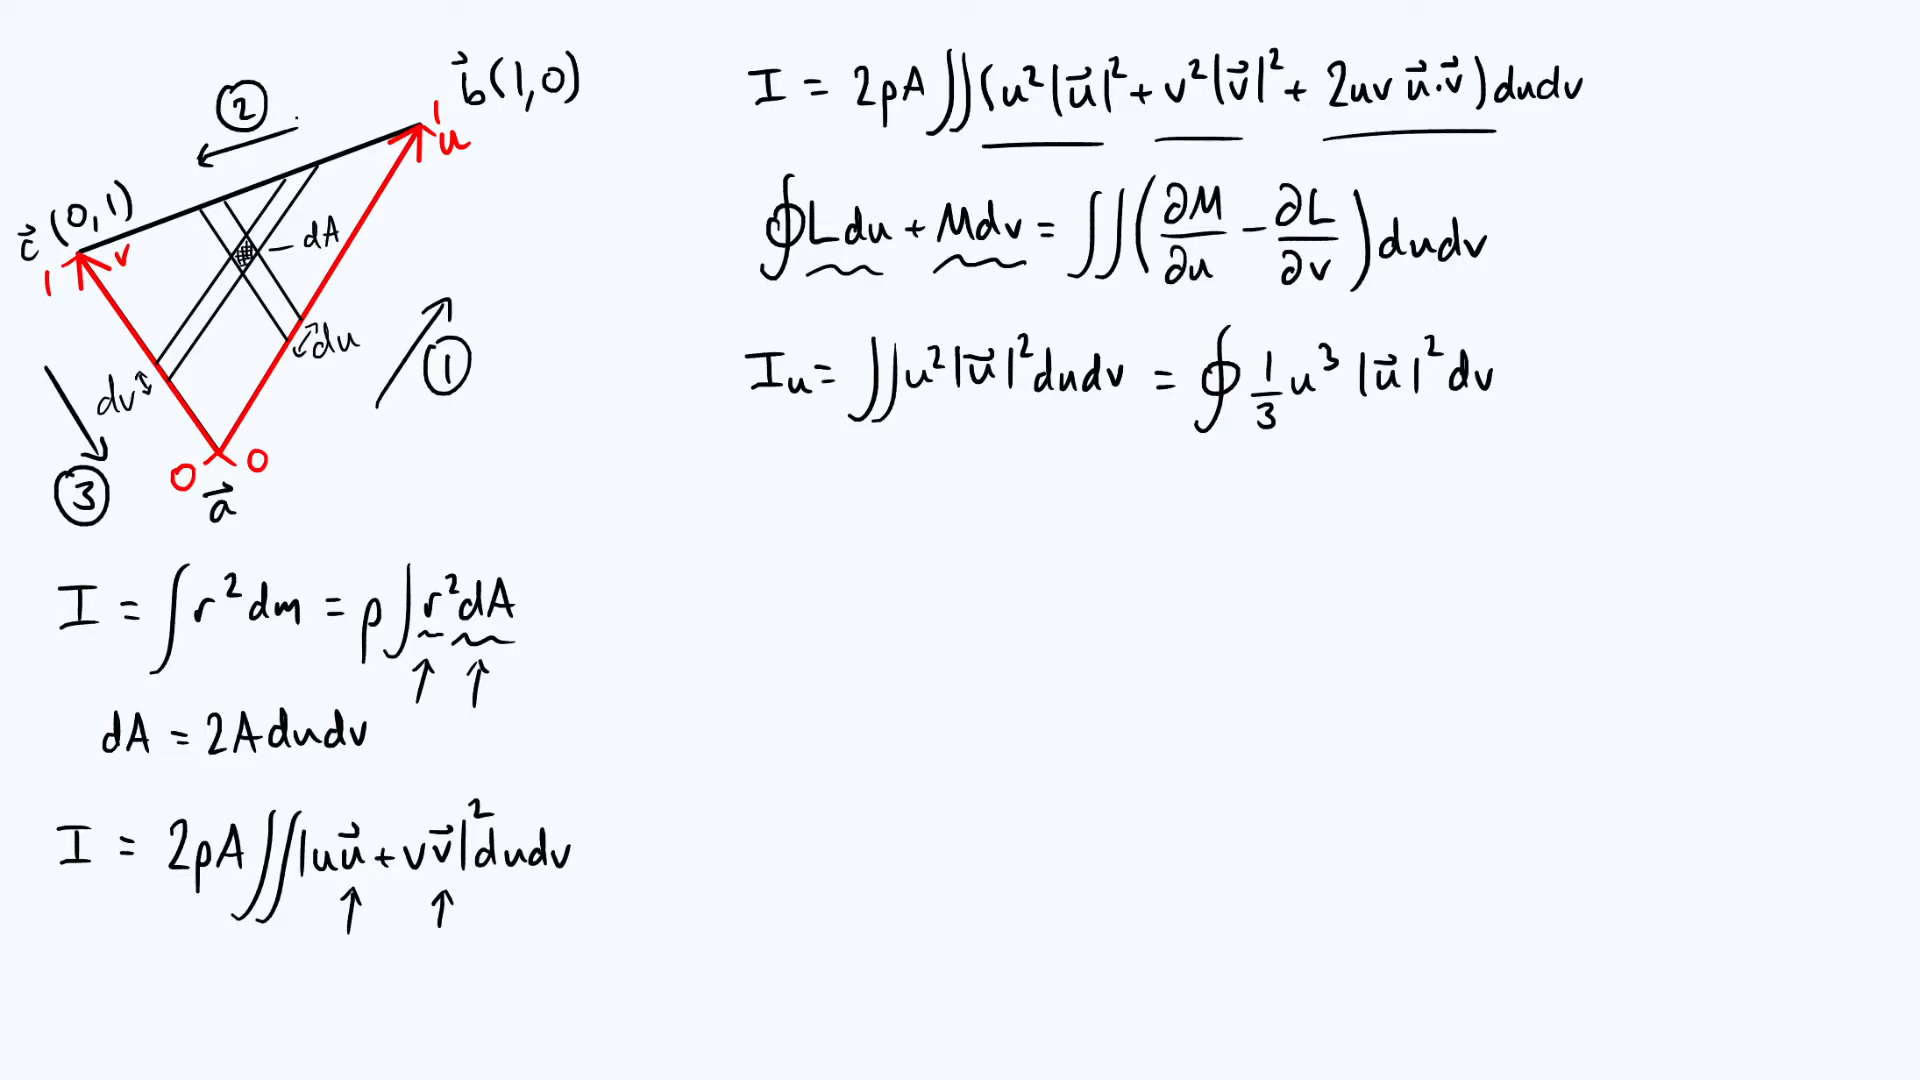 ②
b⃗ (1,0)
1
u
c⃗ (0,1)
1
v
dA
du
dv
①
③
0 0
a⃗
I = ∫ r² dm = ρ ∫ r² dA
dA = 2A du dv
I = 2ρA ∬ |u u⃗ + v v⃗|² du dv
I = 2ρA ∬ (u²|u⃗|² + v²|v⃗|² + 2uv u⃗·v⃗) du dv
∮ L du + M dv = ∬ (∂M/∂u − ∂L/∂v) du dv
Iᵤ = ∬ u²|u⃗|² du dv = ∮ 1/3 u³ |u⃗|² dv